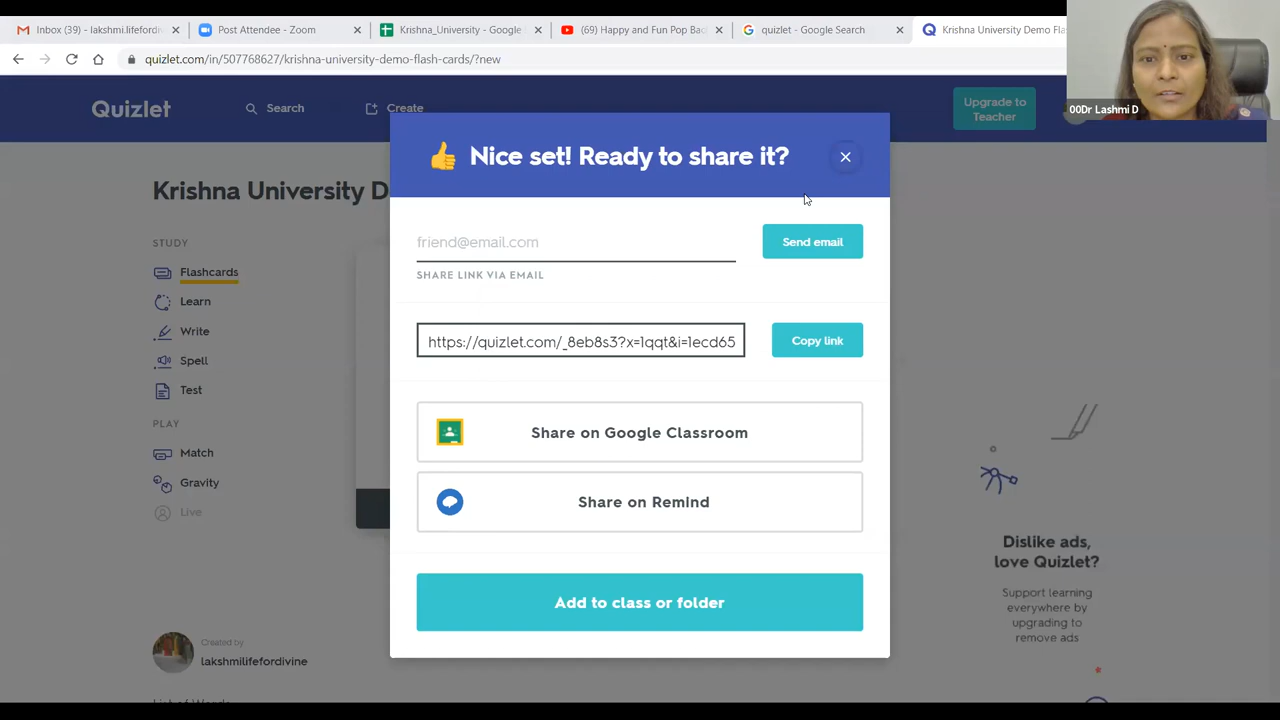 Inbox (39) - lakshmi.lifefordi
Post Attendee - Zoom
Krishna_University - Google
(69) Happy and Fun Pop Bac
quizlet - Google Search
Krishna University Demo Fl
quizlet.com/in/507768627/krishna-university-demo-flash-cards/?new
00Dr Lashmi D
Quizlet
Search
Create
Upgrade to
Teacher
👍 Nice set! Ready to share it?
Krishna University D
friend@email.com
Send email
SHARE LINK VIA EMAIL
https://quizlet.com/_8eb8s3?x=1qqt&i=1ecd65
Copy link
Share on Google Classroom
Share on Remind
Add to class or folder
STUDY
Flashcards
Learn
Write
Spell
Test
PLAY
Match
Gravity
Live
Created by
lakshmilifefordivine
Dislike ads,
love Quizlet?
Support learning
everywhere by
upgrading to
remove ads